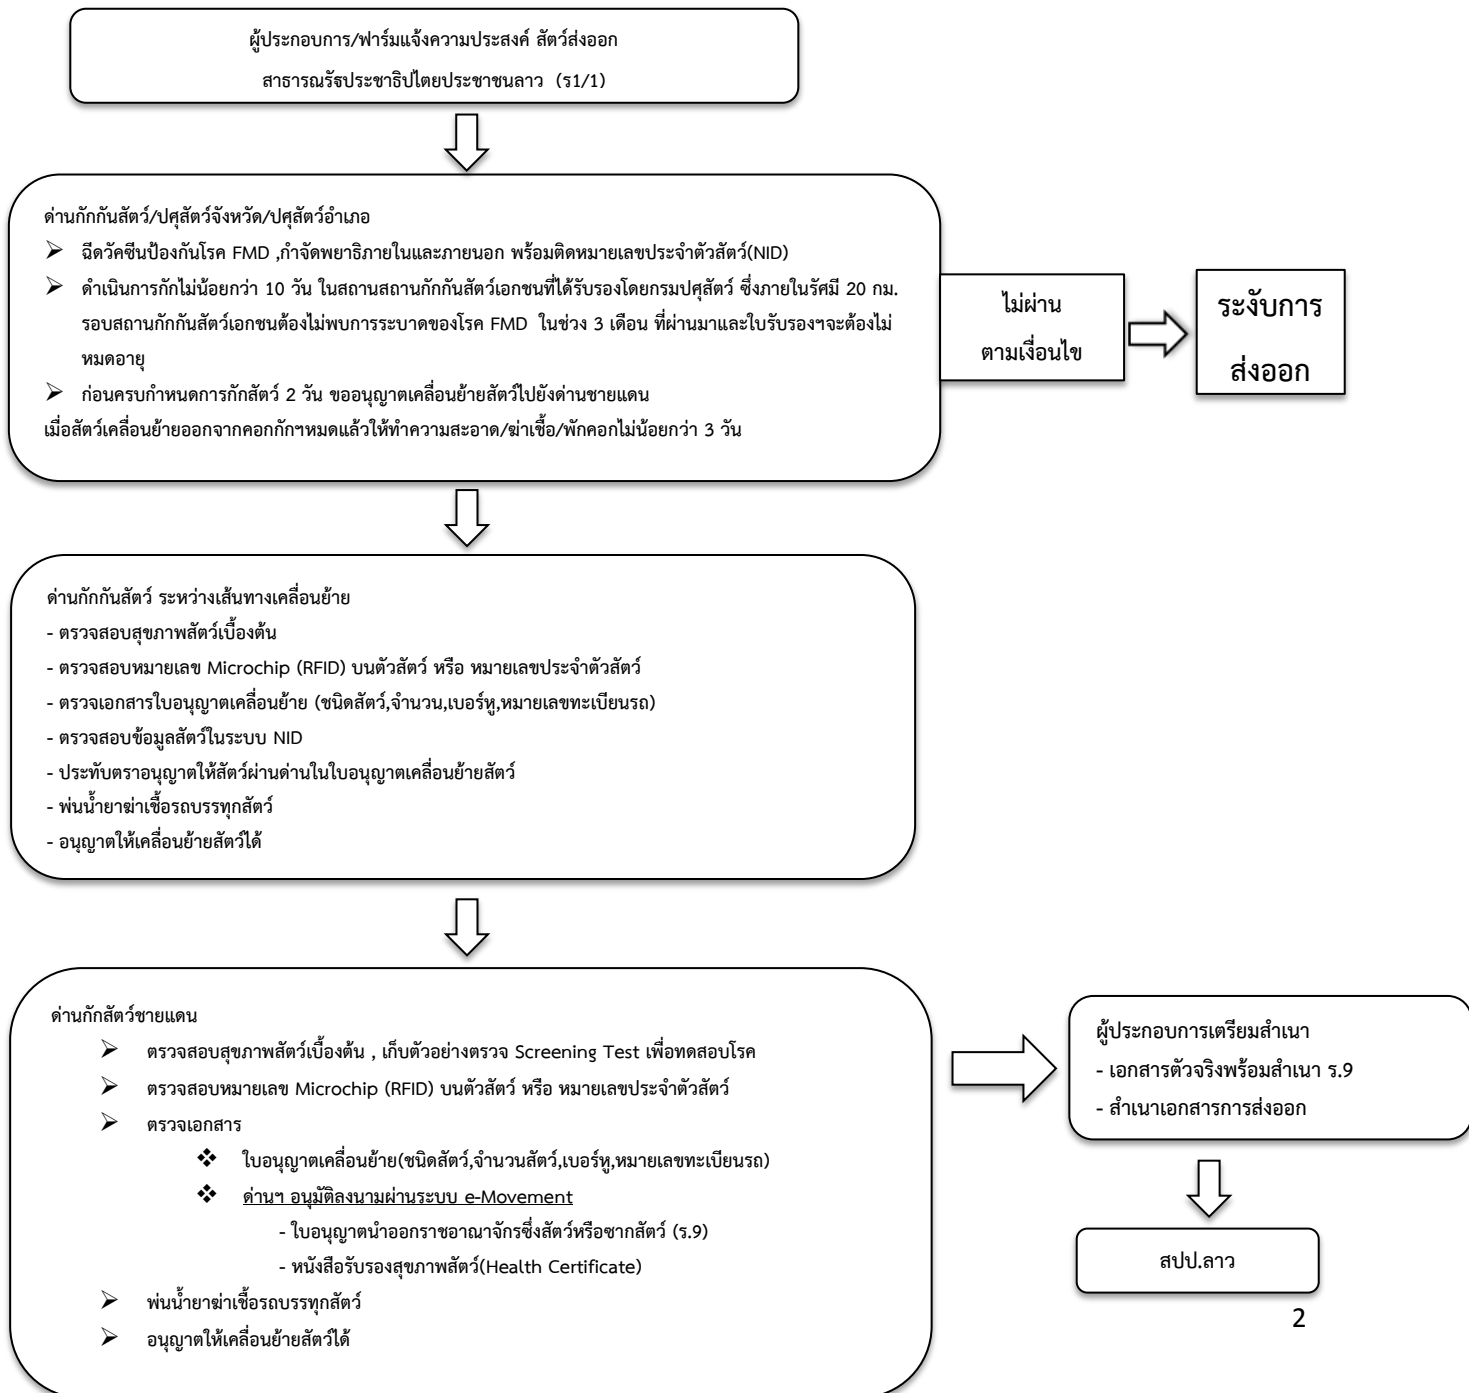 ผู้ประกอบการ/ฟาร์มแจ้งความประสงค์ สัตว์ส่งออก
สาธารณรัฐประชาธิปไตยประชาชนลาว (ร1/1)
ด่านกักกันสัตว์/ปศุสัตว์จังหวัด/ปศุสัตว์อำเภอ
➢ ฉีดวัคซีนป้องกันโรค FMD ,กำจัดพยาธิภายในและภายนอก พร้อมติดหมายเลขประจำตัวสัตว์(NID)
➢ ดำเนินการกักไม่น้อยกว่า 10 วัน ในสถานสถานกักกันสัตว์เอกชนที่ได้รับรองโดยกรมปศุสัตว์ ซึ่งภายในรัศมี 20 กม.
รอบสถานกักกันสัตว์เอกชนต้องไม่พบการระบาดของโรค FMD ในช่วง 3 เดือน ที่ผ่านมาและใบรับรองฯจะต้องไม่
หมดอายุ
➢ ก่อนครบกำหนดการกักสัตว์ 2 วัน ขออนุญาตเคลื่อนย้ายสัตว์ไปยังด่านชายแดน
เมื่อสัตว์เคลื่อนย้ายออกจากคอกกักฯหมดแล้วให้ทำความสะอาด/ฆ่าเชื้อ/พักคอกไม่น้อยกว่า 3 วัน
ไม่ผ่าน
ตามเงื่อนไข
ระงับการ
ส่งออก
ด่านกักกันสัตว์ ระหว่างเส้นทางเคลื่อนย้าย
- ตรวจสอบสุขภาพสัตว์เบื้องต้น
- ตรวจสอบหมายเลข Microchip (RFID) บนตัวสัตว์ หรือ หมายเลขประจำตัวสัตว์
- ตรวจเอกสารใบอนุญาตเคลื่อนย้าย (ชนิดสัตว์,จำนวน,เบอร์หู,หมายเลขทะเบียนรถ)
- ตรวจสอบข้อมูลสัตว์ในระบบ NID
- ประทับตราอนุญาตให้สัตว์ผ่านด่านในใบอนุญาตเคลื่อนย้ายสัตว์
- พ่นน้ำยาฆ่าเชื้อรถบรรทุกสัตว์
- อนุญาตให้เคลื่อนย้ายสัตว์ได้
ด่านกักสัตว์ชายแดน
➢ ตรวจสอบสุขภาพสัตว์เบื้องต้น , เก็บตัวอย่างตรวจ Screening Test เพื่อทดสอบโรค
➢ ตรวจสอบหมายเลข Microchip (RFID) บนตัวสัตว์ หรือ หมายเลขประจำตัวสัตว์
➢ ตรวจเอกสาร
❖ ใบอนุญาตเคลื่อนย้าย(ชนิดสัตว์,จำนวนสัตว์,เบอร์หู,หมายเลขทะเบียนรถ)
❖ ด่านฯ อนุมัติลงนามผ่านระบบ e-Movement
- ใบอนุญาตนำออกราชอาณาจักรซึ่งสัตว์หรือซากสัตว์ (ร.9)
- หนังสือรับรองสุขภาพสัตว์(Health Certificate)
➢ พ่นน้ำยาฆ่าเชื้อรถบรรทุกสัตว์
➢ อนุญาตให้เคลื่อนย้ายสัตว์ได้
ผู้ประกอบการเตรียมสำเนา
- เอกสารตัวจริงพร้อมสำเนา ร.9
- สำเนาเอกสารการส่งออก
สปป.ลาว
2